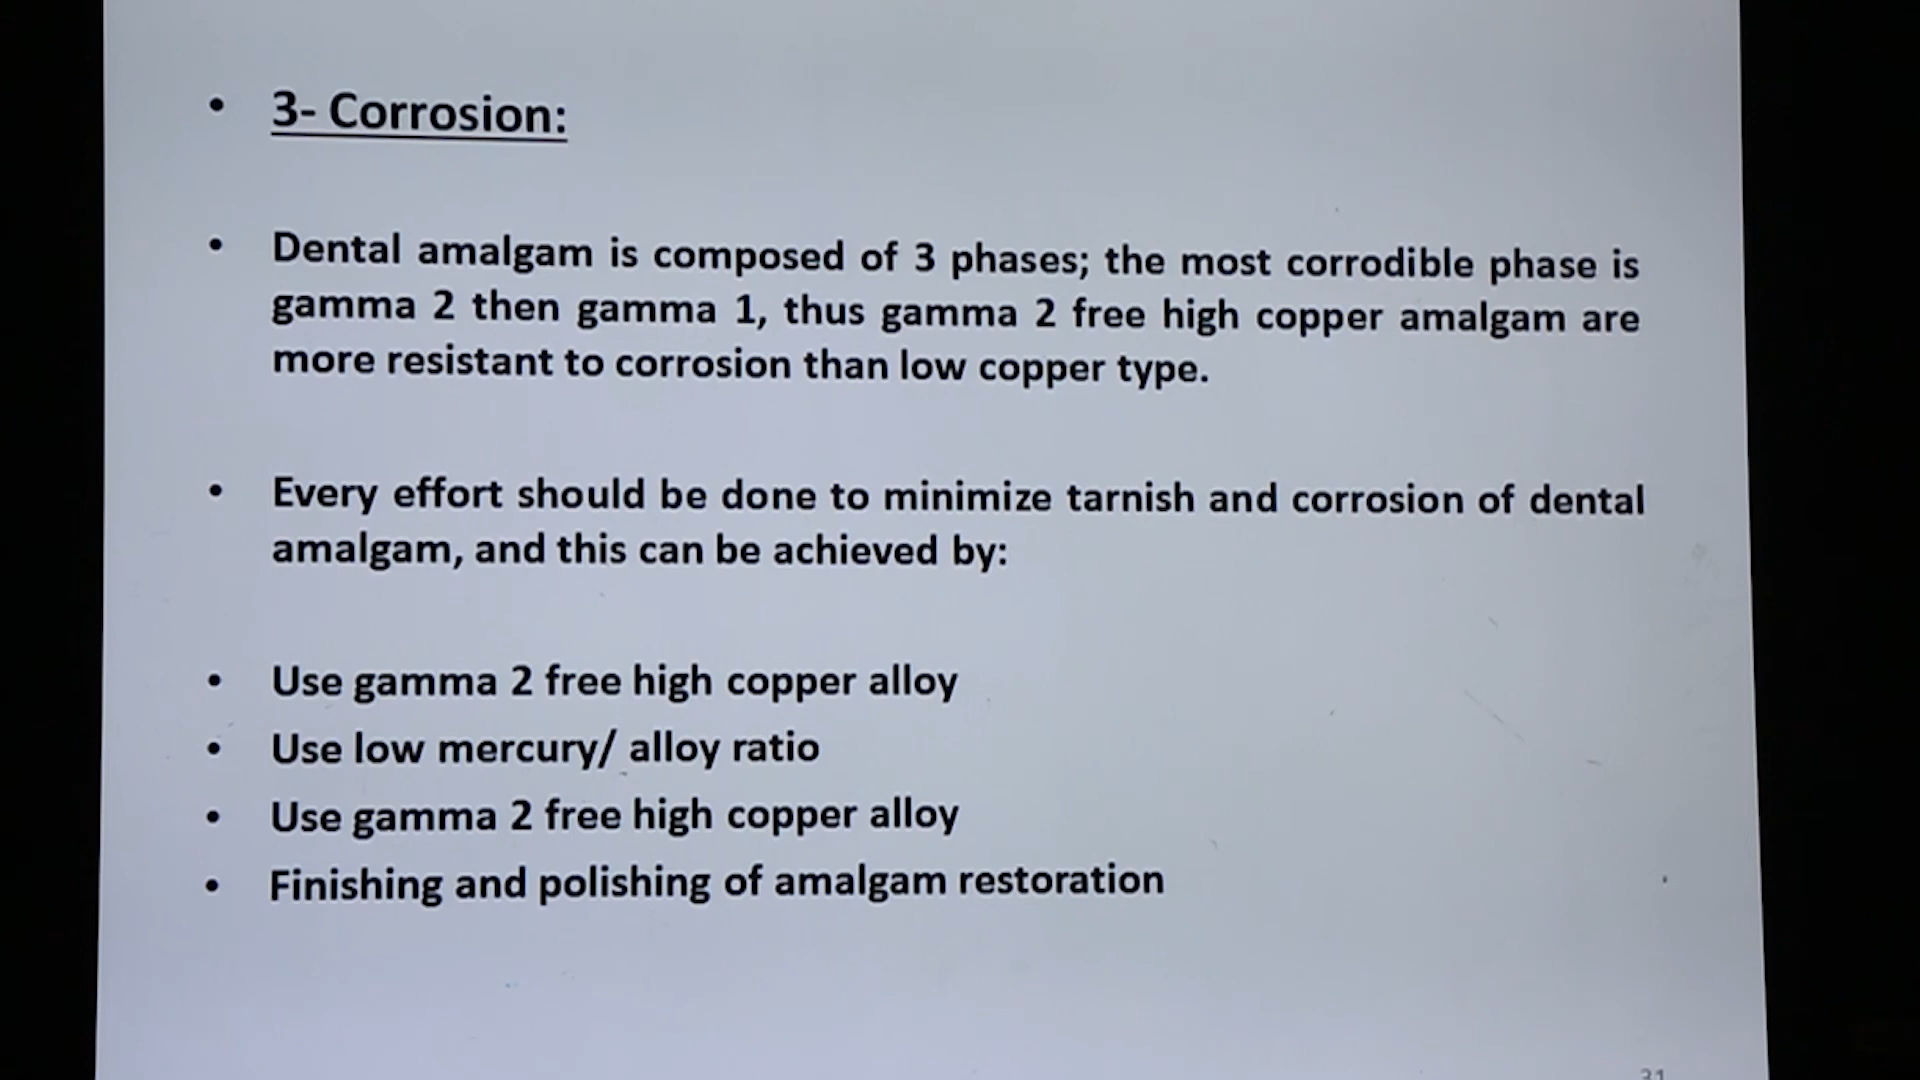 • 3- Corrosion:
• Dental amalgam is composed of 3 phases; the most corrodible phase is
gamma 2 then gamma 1, thus gamma 2 free high copper amalgam are
more resistant to corrosion than low copper type.
• Every effort should be done to minimize tarnish and corrosion of dental
amalgam, and this can be achieved by:
• Use gamma 2 free high copper alloy
• Use low mercury/ alloy ratio
• Use gamma 2 free high copper alloy
• Finishing and polishing of amalgam restoration